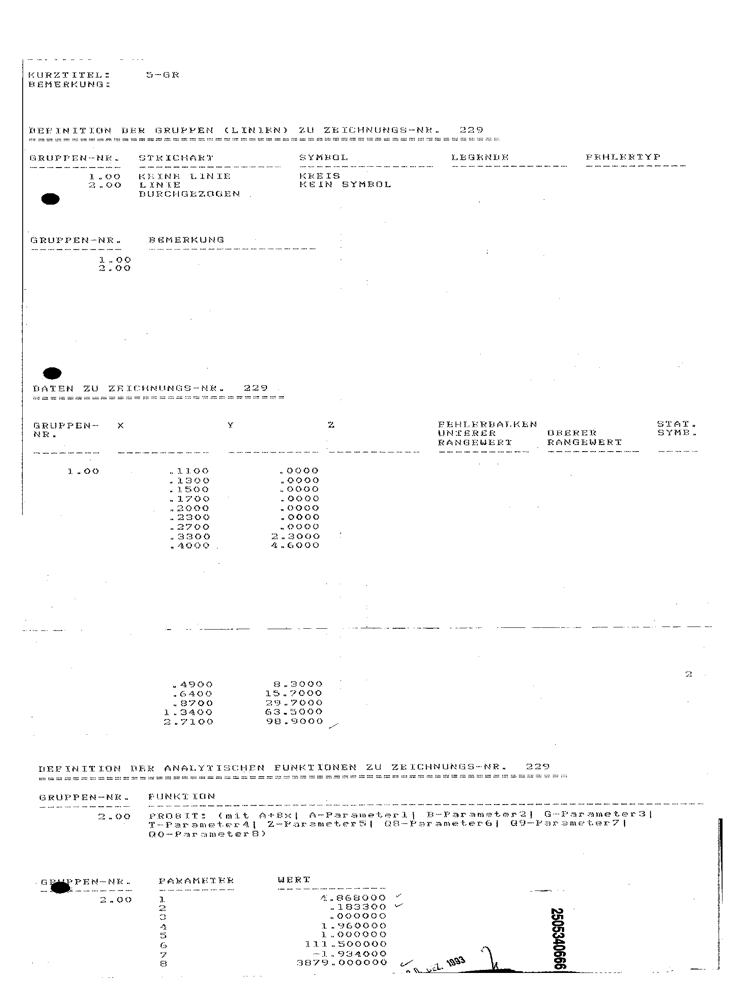 KURZTITEL: 5-GR
BEMERKUNG:
DEFINITION DER GRUPPEN (LINIEN) ZU ZEICHNUNGS-NR. 229
GRUPPEN-NR. STRICHART SYMBOL LEGENDE FEHLERTYP
1.00 KEINE LINIE KREIS
2.00 LINIE KEIN SYMBOL
DURCHGEZOGEN
GRUPPEN-NR. BEMERKUNG
1.00
2.00
DATEN ZU ZEICHNUNGS-NR. 229
GRUPPEN- X Y Z FEHLERBALKEN STAT.
NR. UNTERER OBERER SYMB.
RANGEWERT RANGEWERT
1.00 .1100 .0000
.1300 .0000
.1500 .0000
.1700 .0000
.2000 .0000
.2300 .0000
.2700 .0000
.3300 2.3000
.4000 4.6000
2
.4900 8.3000
.6400 15.7000
.8700 29.7000
1.3400 63.5000
2.7100 98.9000
DEFINITION DER ANALYTISCHEN FUNKTIONEN ZU ZEICHNUNGS-NR. 229
GRUPPEN-NR. FUNKTION
2.00 PROBIT: (mit A+Bx| A-Parameter1| B-Parameter2| G-Parameter3|
T-Parameter4| Z-Parameter5| Q8-Parameter6| Q9-Parameter7|
Q0-Parameter8)
GRUPPEN-NR. PARAMETER WERT
2.00 1 4.868000
2 .183300
3 .000000
4 1.960000
5 1.000000
6 111.500000
7 -1.934000
8 3879.000000
DEZ. 1993
2505340666